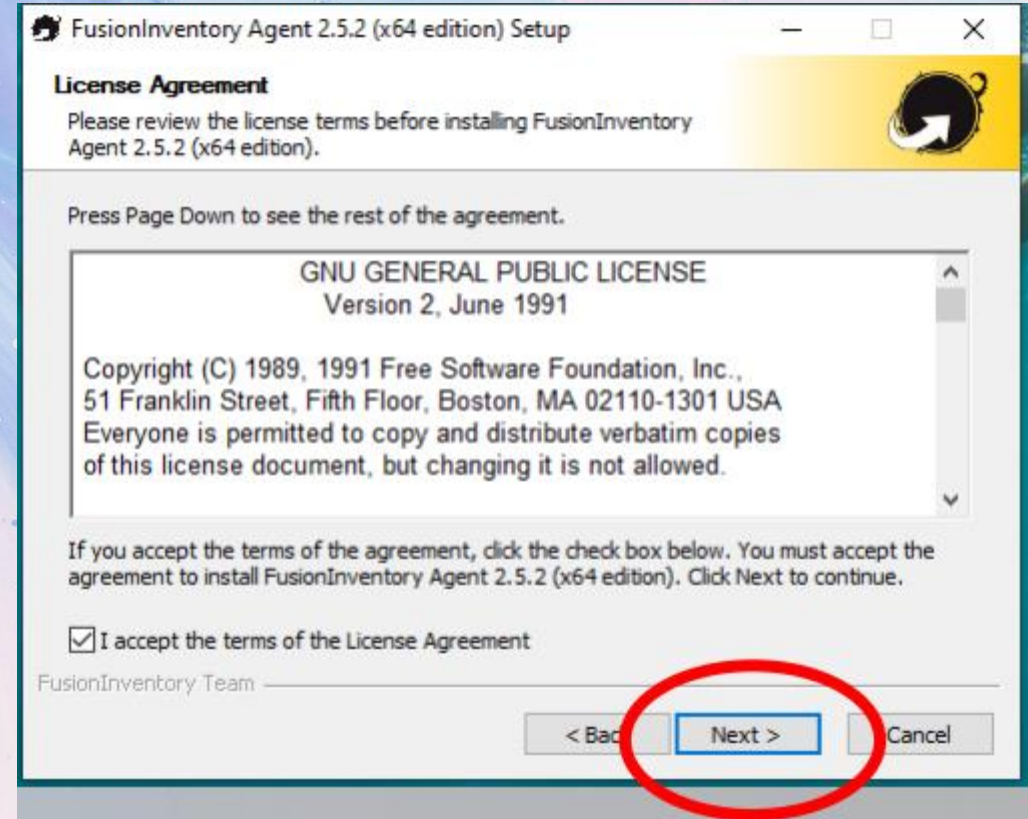 FusionInventory Agent 2.5.2 (x64 edition) Setup
License Agreement
Please review the license terms before installing FusionInventory
Agent 2.5.2 (x64 edition).
Press Page Down to see the rest of the agreement.
GNU GENERAL PUBLIC LICENSE
Version 2, June 1991
Copyright (C) 1989, 1991 Free Software Foundation, Inc.,
51 Franklin Street, Fifth Floor, Boston, MA 02110-1301 USA
Everyone is permitted to copy and distribute verbatim copies
of this license document, but changing it is not allowed.
If you accept the terms of the agreement, click the check box below. You must accept the
agreement to install FusionInventory Agent 2.5.2 (x64 edition). Click Next to continue.
I accept the terms of the License Agreement
FusionInventory Team
< Bac Next > Cancel